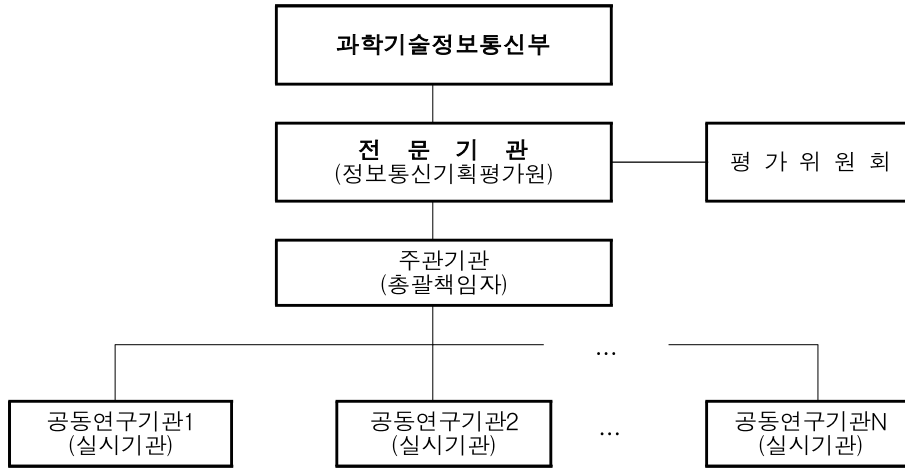 과학기술정보통신부
전 문 기 관
(정보통신기획평가원)
평 가 위 원 회
주관기관
(총괄책임자)
...
공동연구기관1
(실시기관)
공동연구기관2
(실시기관)
...
공동연구기관N
(실시기관)